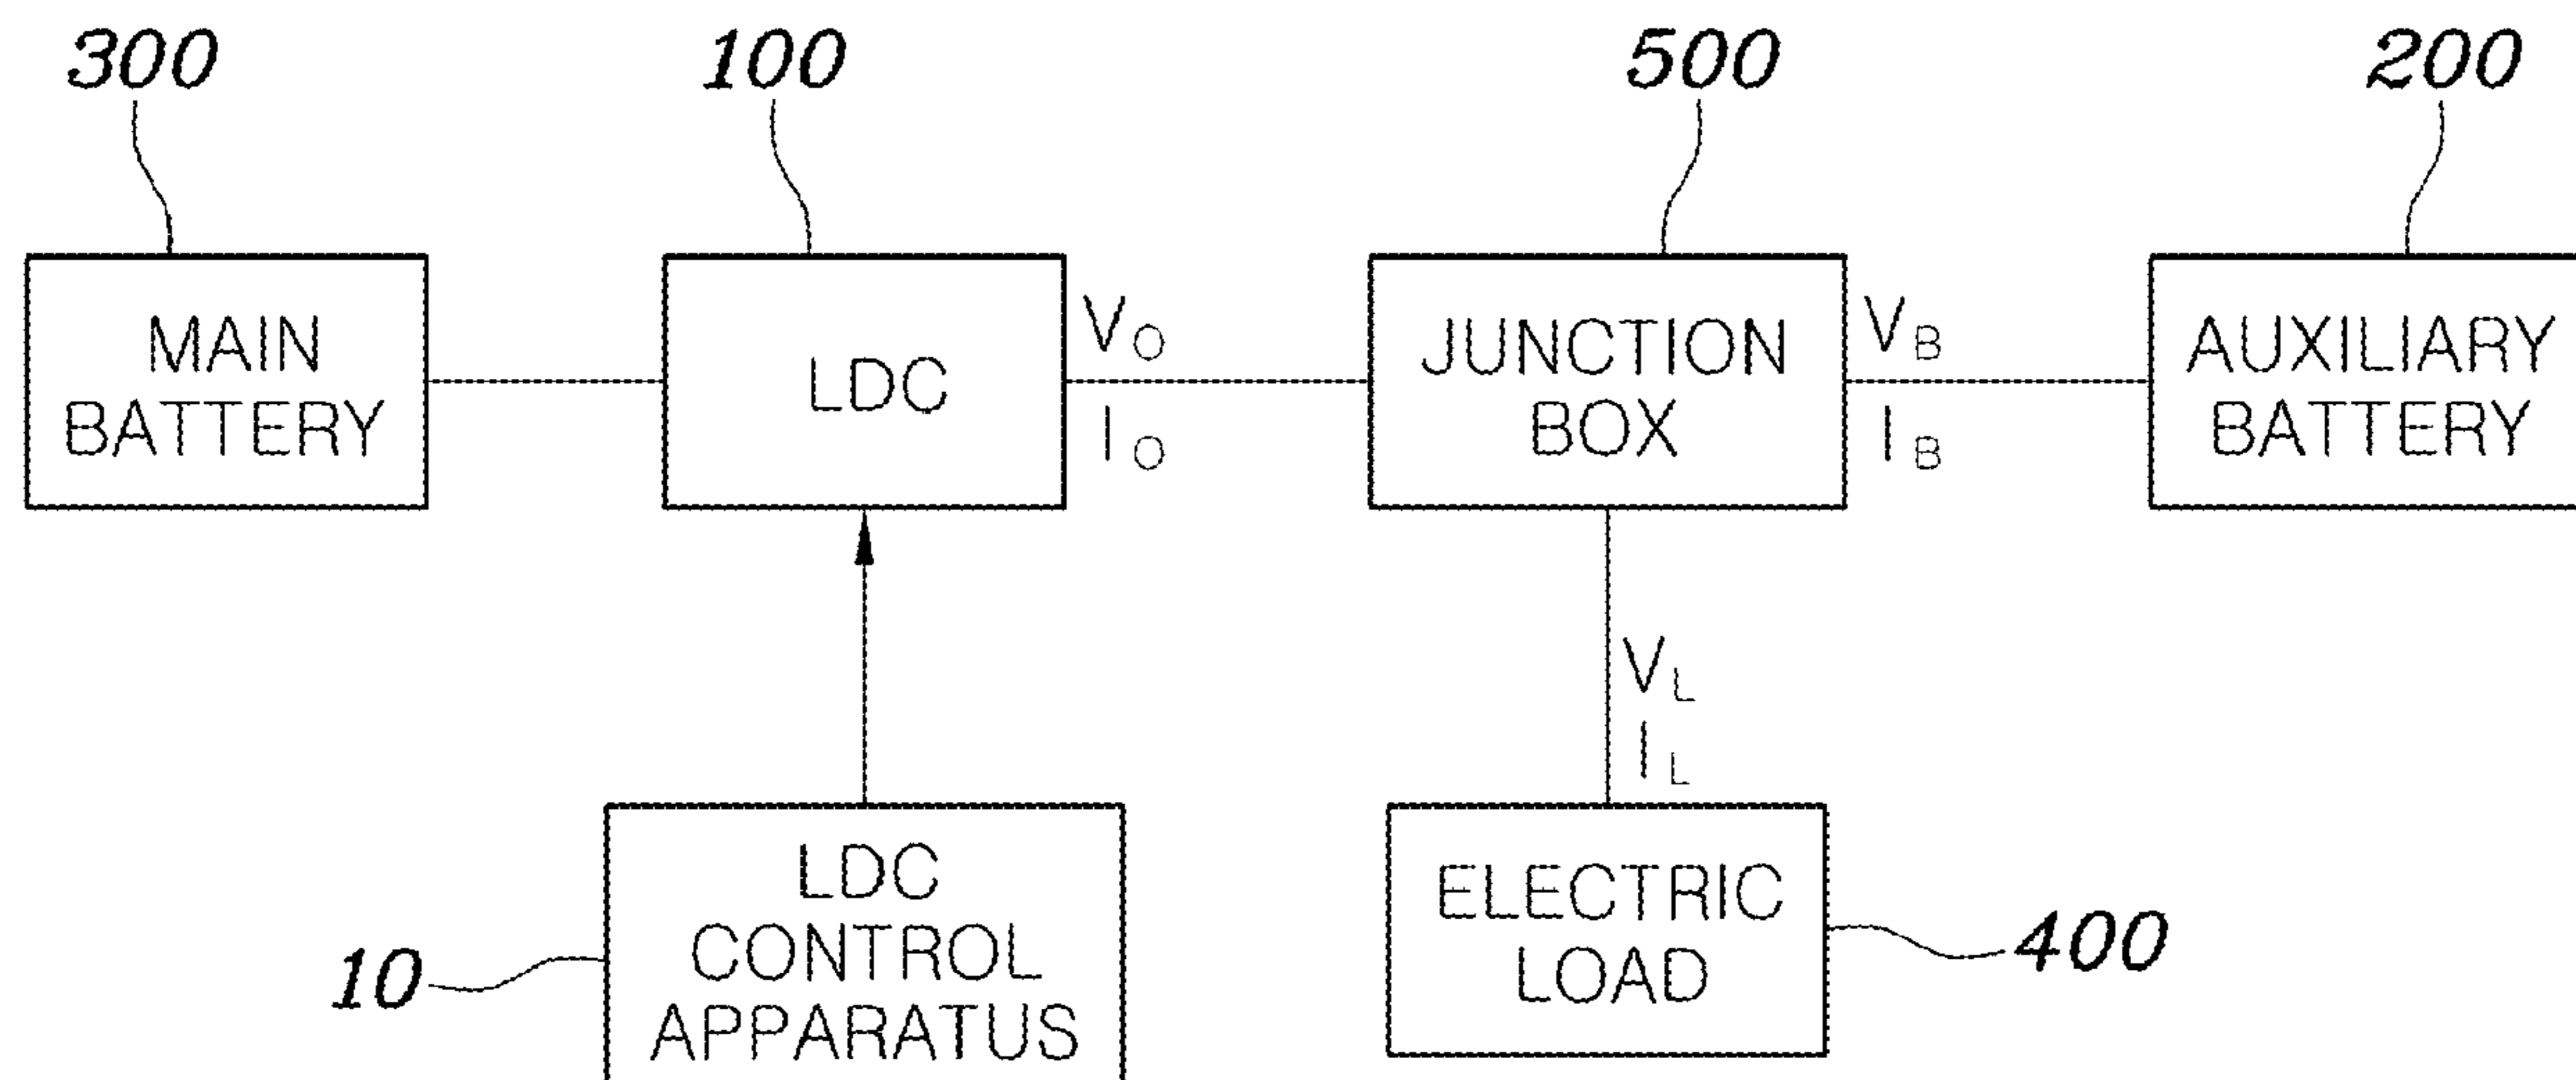 300
100
500
200
MAIN
BATTERY
LDC
VO
IO
JUNCTION
BOX
VB
IB
AUXILIARY
BATTERY
VL
IL
LDC
CONTROL
APPARATUS
10
ELECTRIC
LOAD
400